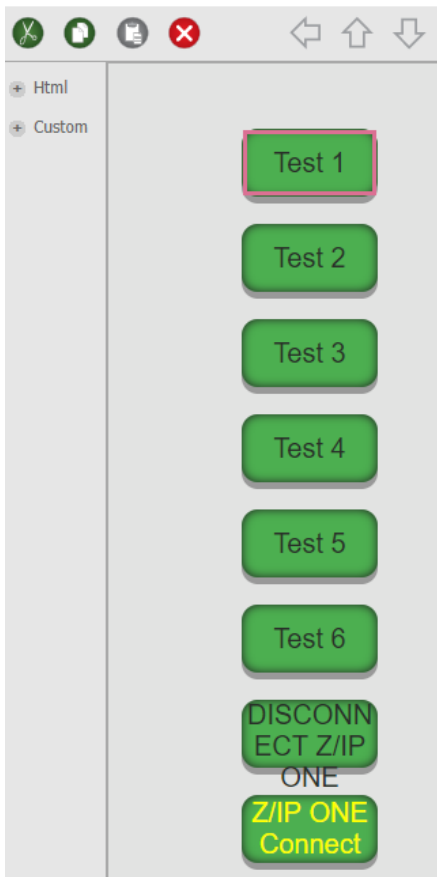 Html
Custom
Test 1
Test 2
Test 3
Test 4
Test 5
Test 6
DISCONN
ECT Z/IP
ONE
Z/IP ONE
Connect